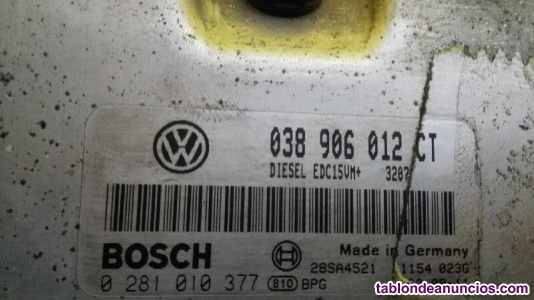 038 906 012 CT
DIESEL EDC15VM+ 3207
BOSCH
Made in Germany
28SA4521 1154 023G
0 281 010 377 810 BPG
tablondeanuncios.com